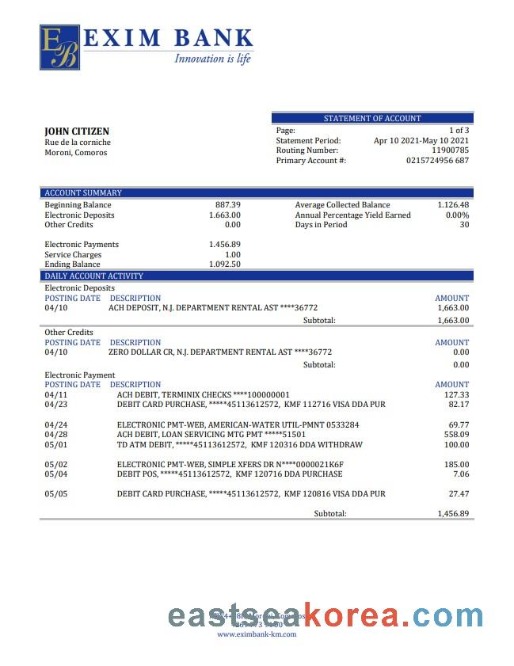 EB EXIM BANK
Innovation is life
STATEMENT OF ACCOUNT
JOHN CITIZEN
Rue de la corniche
Moroni, Comoros
Page: 1 of 3
Statement Period: Apr 10 2021-May 10 2021
Routing Number: 11900785
Primary Account #: 0215724956 687
ACCOUNT SUMMARY
Beginning Balance 887.39 Average Collected Balance 1.126.48
Electronic Deposits 1.663.00 Annual Percentage Yield Earned 0.00%
Other Credits 0.00 Days in Period 30
Electronic Payments 1.456.89
Service Charges 1.00
Ending Balance 1.092.50
DAILY ACCOUNT ACTIVITY
Electronic Deposits
POSTING DATE DESCRIPTION AMOUNT
04/10 ACH DEPOSIT, N.J. DEPARTMENT RENTAL AST ****36772 1,663.00
Subtotal: 1,663.00
Other Credits
POSTING DATE DESCRIPTION AMOUNT
04/10 ZERO DOLLAR CR, N.J. DEPARTMENT RENTAL AST ****36772 0.00
Subtotal: 0.00
Electronic Payment
POSTING DATE DESCRIPTION AMOUNT
04/11 ACH DEBIT, TERMINIX CHECKS ****100000001 127.33
04/23 DEBIT CARD PURCHASE, *****45113612572, KMF 112716 VISA DDA PUR 82.17
04/24 ELECTRONIC PMT-WEB, AMERICAN-WATER UTIL-PMNT 0533284 69.77
04/28 ACH DEBIT, LOAN SERVICING MTG PMT *****51501 558.09
05/01 TD ATM DEBIT, *****45113612572, KMF 120316 DDA WITHDRAW 100.00
05/02 ELECTRONIC PMT-WEB, SIMPLE XFERS DR N****0000021K6F 185.00
05/04 DEBIT POS, *****45113612572, KMF 120716 DDA PURCHASE 7.06
05/05 DEBIT CARD PURCHASE, *****45113612572, KMF 120816 VISA DDA PUR 27.47
Subtotal: 1,456.89
eastseakorea.com
www.eximbank-km.com